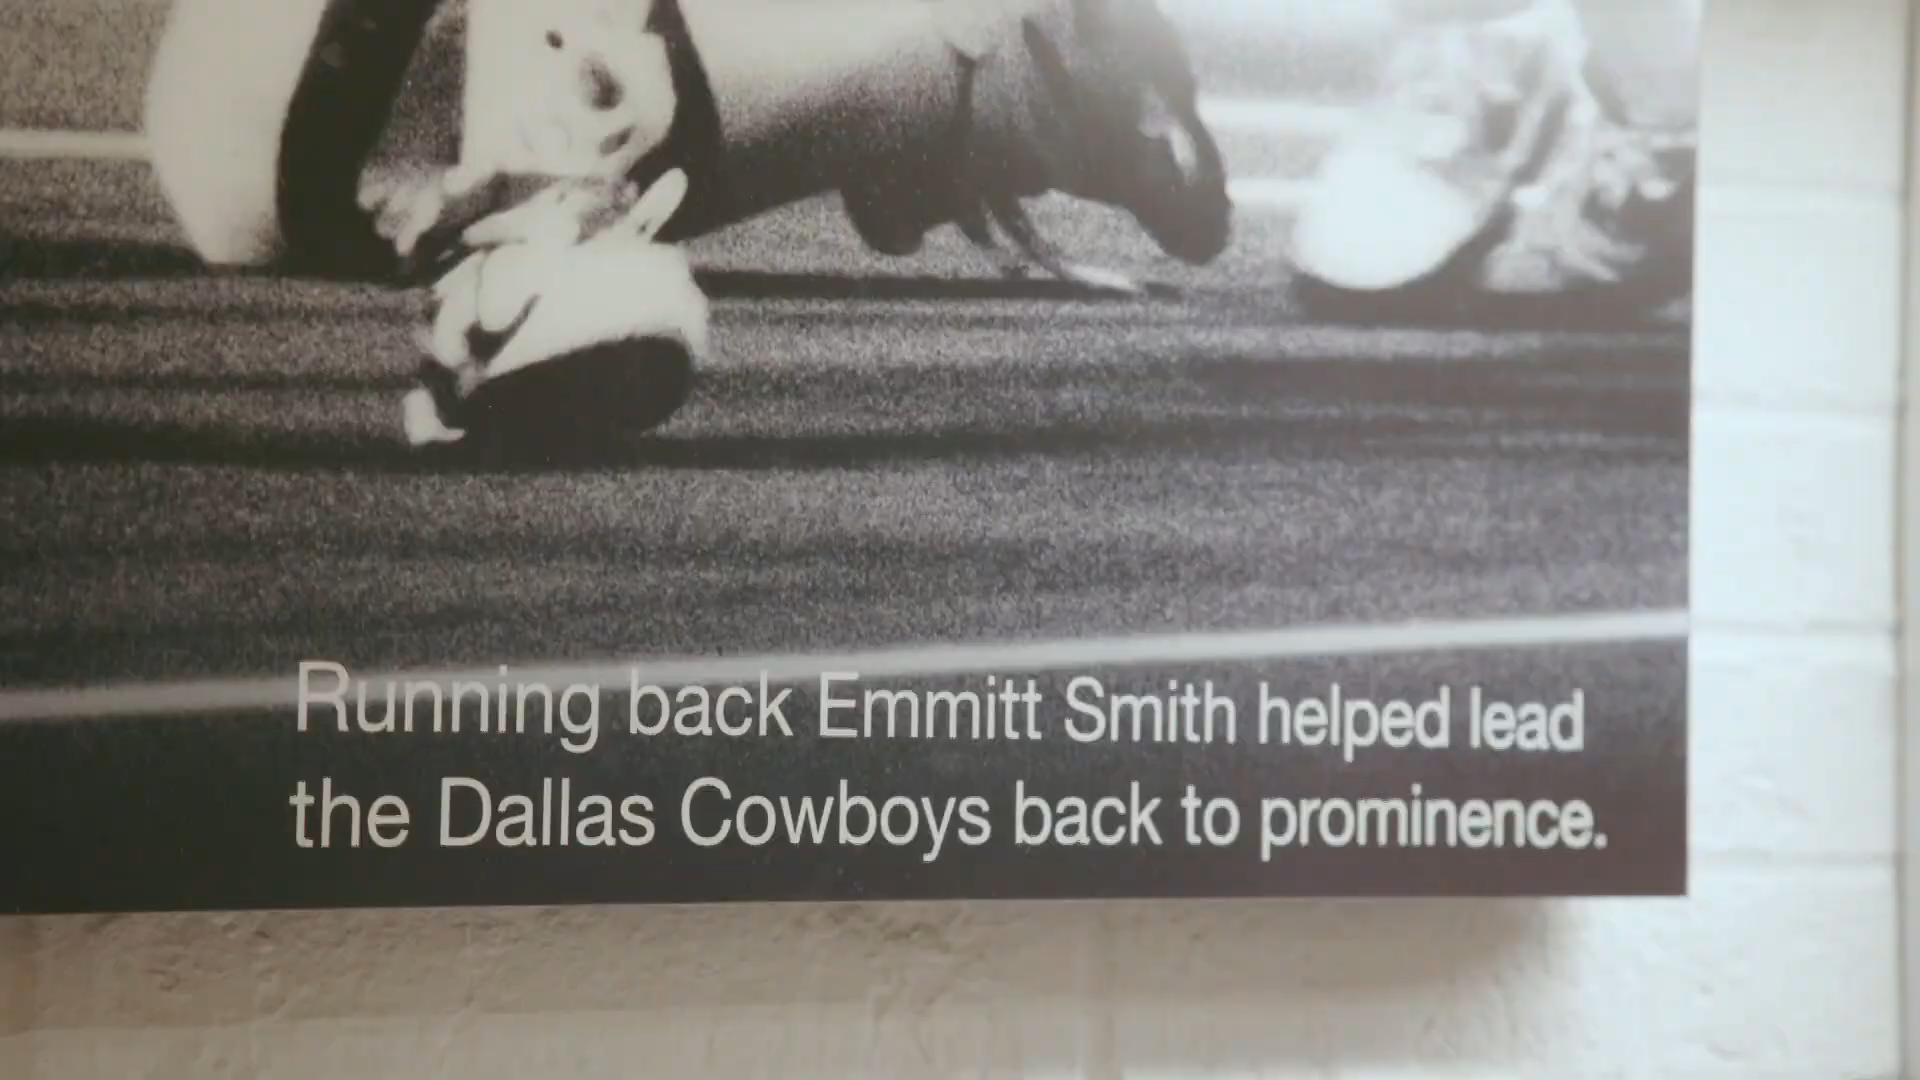 Running back Emmitt Smith helped lead
the Dallas Cowboys back to prominence.